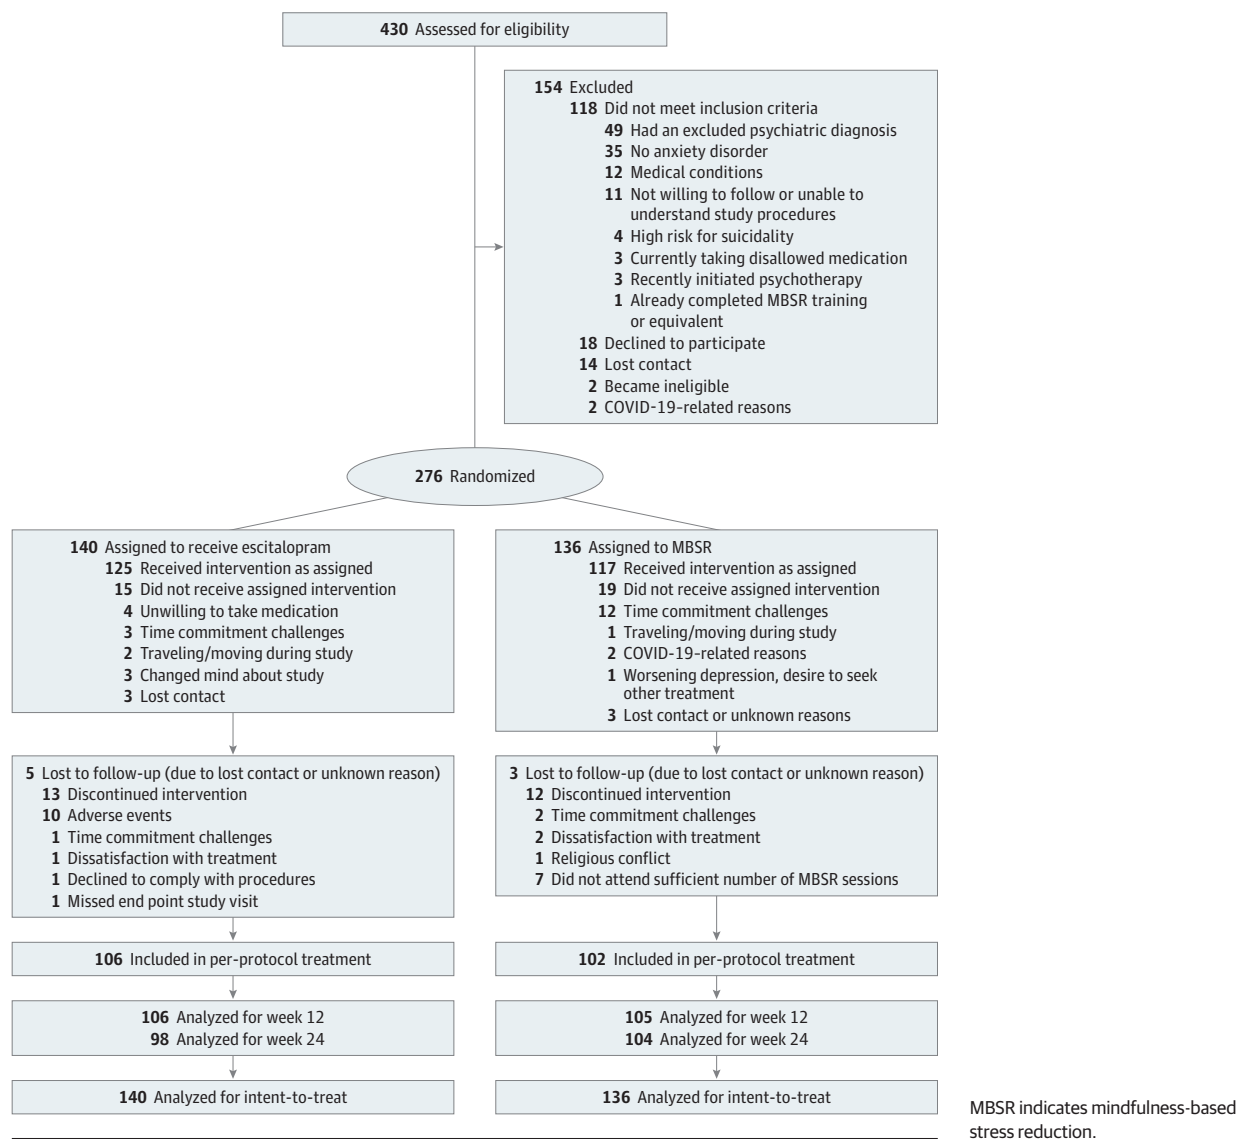 430 Assessed for eligibility
154 Excluded
118 Did not meet inclusion criteria
49 Had an excluded psychiatric diagnosis
35 No anxiety disorder
12 Medical conditions
11 Not willing to follow or unable to
understand study procedures
4 High risk for suicidality
3 Currently taking disallowed medication
3 Recently initiated psychotherapy
1 Already completed MBSR training
or equivalent
18 Declined to participate
14 Lost contact
2 Became ineligible
2 COVID-19–related reasons
276 Randomized
140 Assigned to receive escitalopram
125 Received intervention as assigned
15 Did not receive assigned intervention
4 Unwilling to take medication
3 Time commitment challenges
2 Traveling/moving during study
3 Changed mind about study
3 Lost contact
136 Assigned to MBSR
117 Received intervention as assigned
19 Did not receive assigned intervention
12 Time commitment challenges
1 Traveling/moving during study
2 COVID-19–related reasons
1 Worsening depression, desire to seek
other treatment
3 Lost contact or unknown reasons
5 Lost to follow-up (due to lost contact or unknown reason)
13 Discontinued intervention
10 Adverse events
1 Time commitment challenges
1 Dissatisfaction with treatment
1 Declined to comply with procedures
1 Missed end point study visit
3 Lost to follow-up (due to lost contact or unknown reason)
12 Discontinued intervention
2 Time commitment challenges
2 Dissatisfaction with treatment
1 Religious conflict
7 Did not attend sufficient number of MBSR sessions
106 Included in per-protocol treatment
102 Included in per-protocol treatment
106 Analyzed for week 12
98 Analyzed for week 24
105 Analyzed for week 12
104 Analyzed for week 24
140 Analyzed for intent-to-treat
136 Analyzed for intent-to-treat
MBSR indicates mindfulness-based
stress reduction.